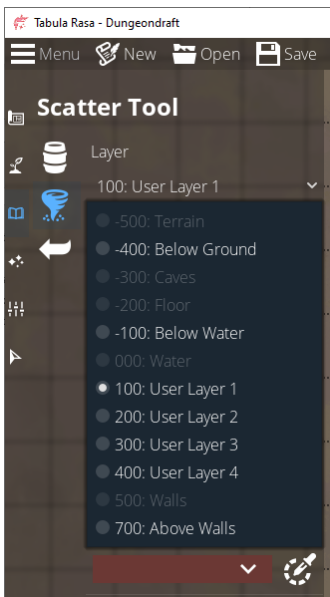 Tabula Rasa - Dungeondraft
Menu New Open Save
Scatter Tool
Layer
100: User Layer 1
-500: Terrain
-400: Below Ground
-300: Caves
-200: Floor
-100: Below Water
000: Water
100: User Layer 1
200: User Layer 2
300: User Layer 3
400: User Layer 4
500: Walls
700: Above Walls